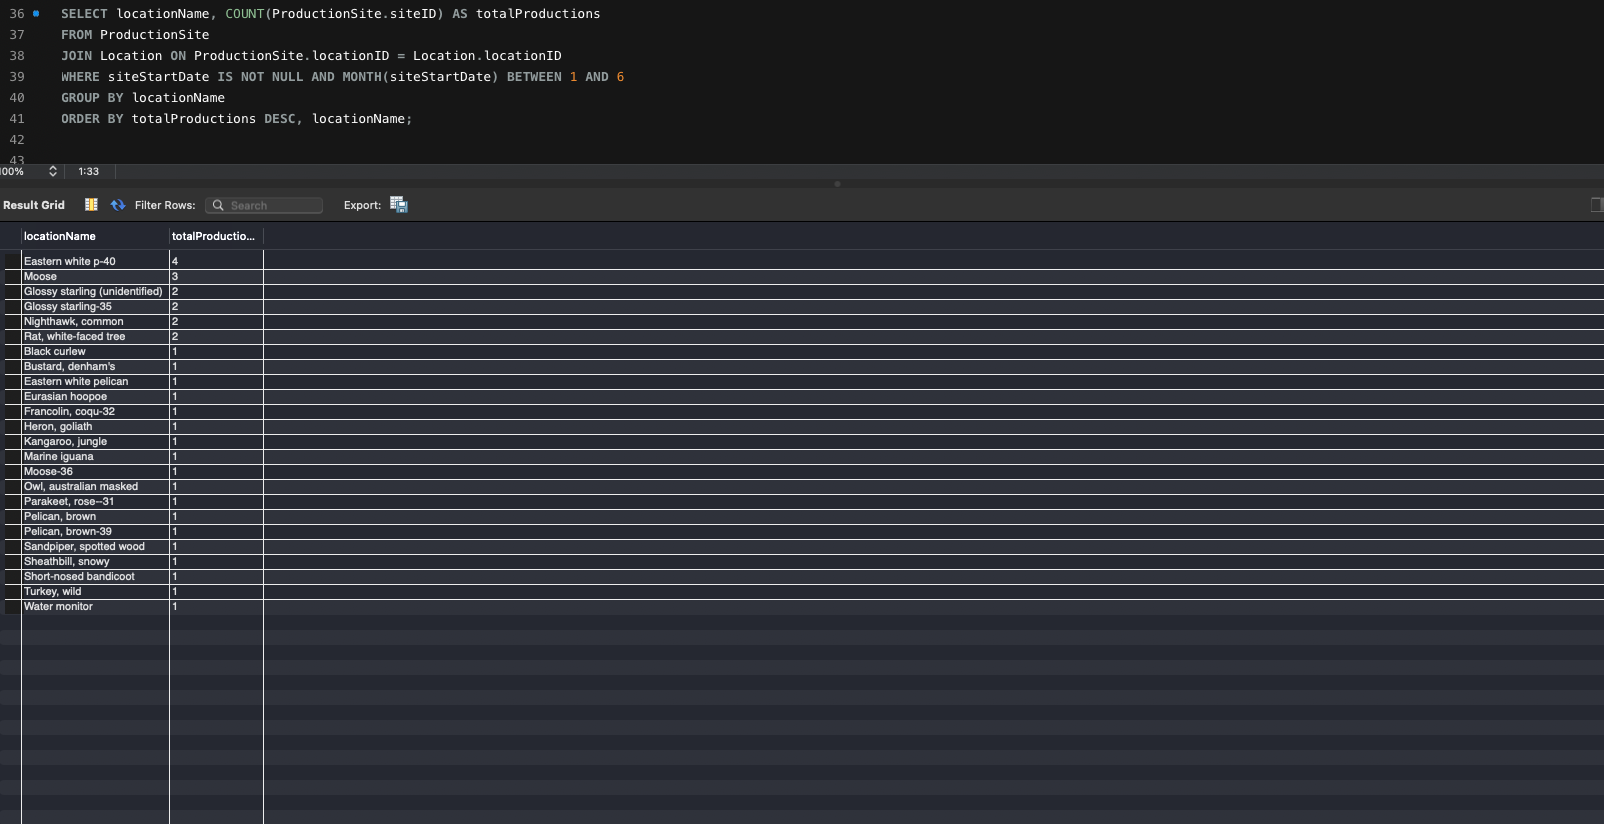 36 SELECT locationName, COUNT(ProductionSite.siteID) AS totalProductions
37 FROM ProductionSite
38 JOIN Location ON ProductionSite.locationID = Location.locationID
39 WHERE siteStartDate IS NOT NULL AND MONTH(siteStartDate) BETWEEN 1 AND 6
40 GROUP BY locationName
41 ORDER BY totalProductions DESC, locationName;
42
43
100% 1:33
Result Grid Filter Rows: Search Export:
locationName totalProductio...
Eastern white p-40 4
Moose 3
Glossy starling (unidentified) 2
Glossy starling-35 2
Nighthawk, common 2
Rat, white-faced tree 2
Black curlew 1
Bustard, denham's 1
Eastern white pelican 1
Eurasian hoopoe 1
Francolin, coqu-32 1
Heron, goliath 1
Kangaroo, jungle 1
Marine iguana 1
Moose-36 1
Owl, australian masked 1
Parakeet, rose--31 1
Pelican, brown 1
Pelican, brown-39 1
Sandpiper, spotted wood 1
Sheathbill, snowy 1
Short-nosed bandicoot 1
Turkey, wild 1
Water monitor 1